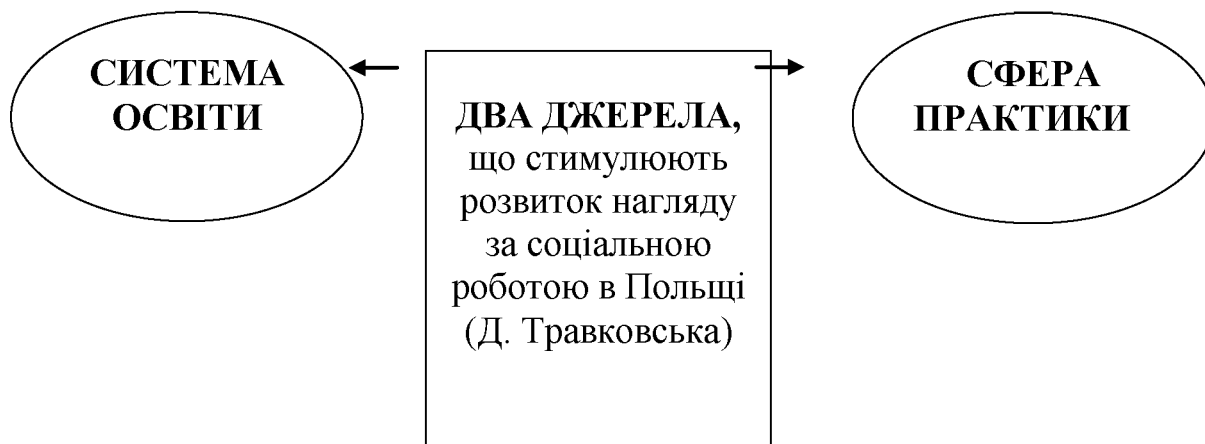 СИСТЕМА
ОСВІТИ
ДВА ДЖЕРЕЛА,
що стимулюють
розвиток нагляду
за соціальною
роботою в Польщі
(Д. Травковська)
СФЕРА
ПРАКТИКИ